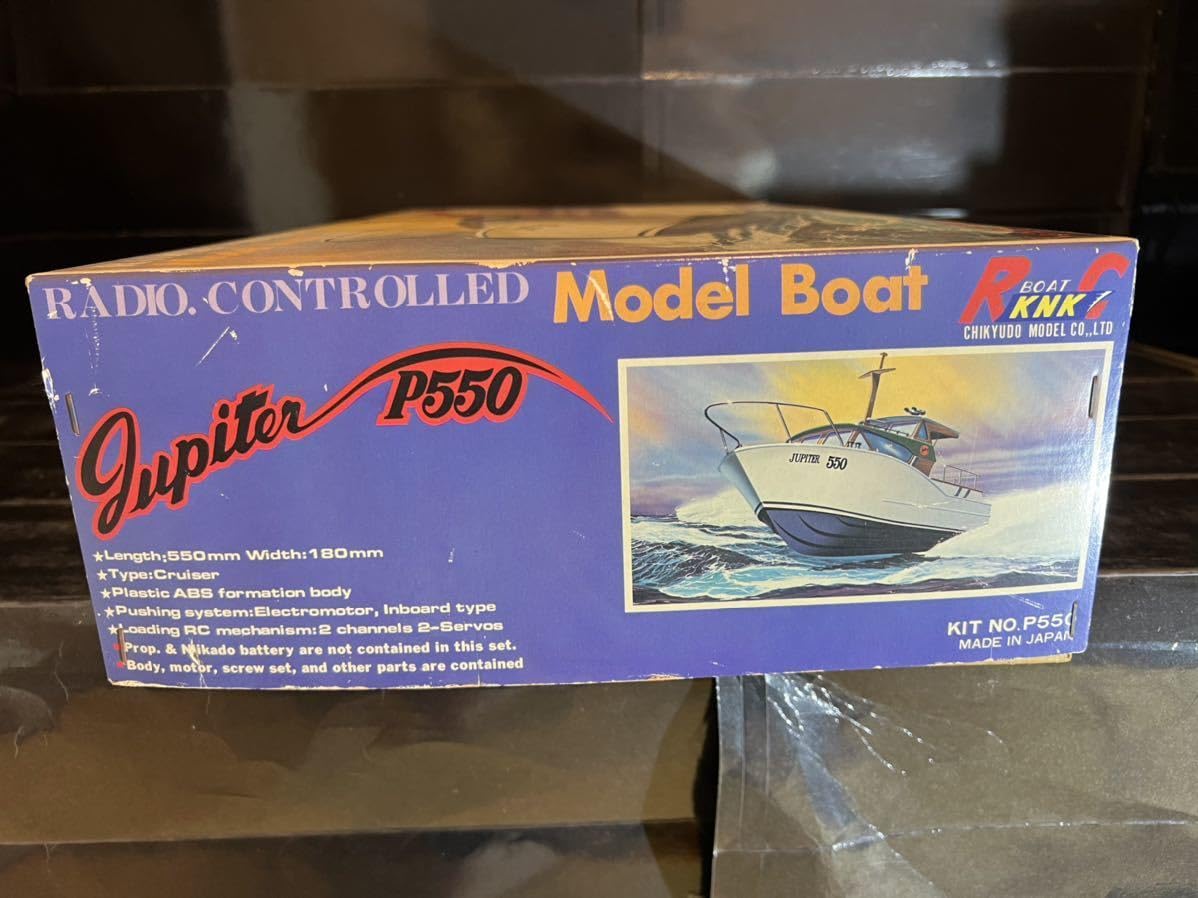 RADIO. CONTROLLED Model Boat
R BOAT C
KNK
CHIKYUDO MODEL CO,.LTD
Jupiter P550
JUPITER 550
★Length;550mm Width:180mm
★Type:Cruiser
★Plastic ABS formation body
★Pushing system:Electromotor, Inboard type
★Loading RC mechanism:2 channels 2-Servos
★Prop. & Nikado battery are not contained in this set.
★Body, motor, screw set, and other parts are contained
KIT NO.P550
MADE IN JAPAN